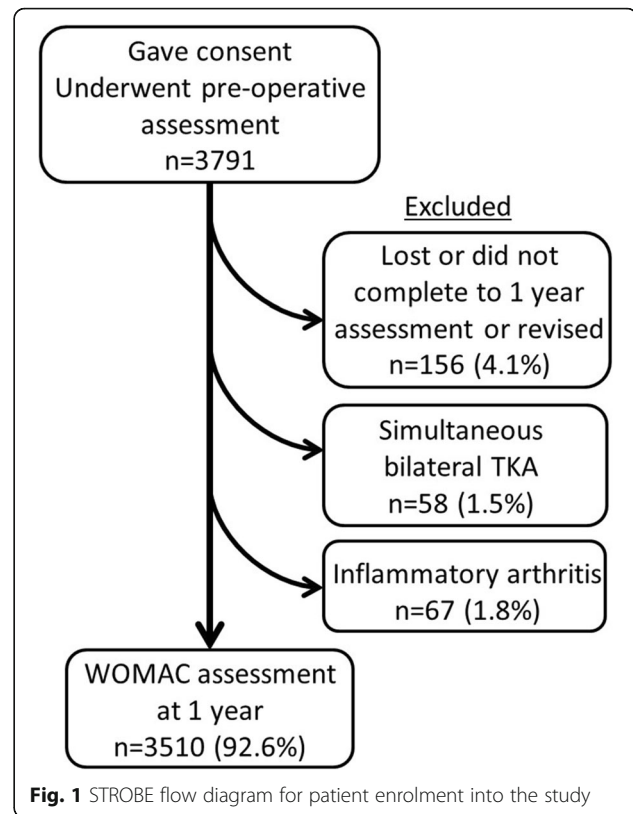 Gave consent
Underwent pre-operative
assessment
n=3791
Excluded
Lost or did not
complete to 1 year
assessment or revised
n=156 (4.1%)
Simultaneous
bilateral TKA
n=58 (1.5%)
Inflammatory arthritis
n=67 (1.8%)
WOMAC assessment
at 1 year
n=3510 (92.6%)
Fig. 1 STROBE flow diagram for patient enrolment into the study